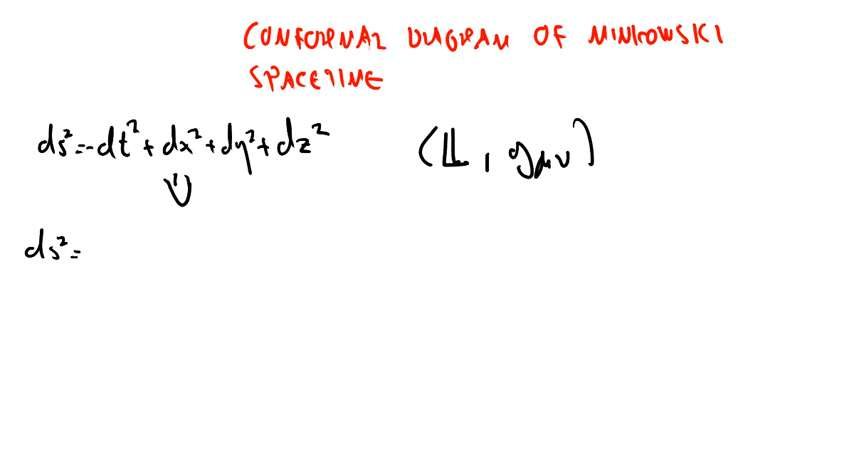 CONFORMAL DIAGRAM OF MINKOWSKI
SPACETIME
ds²=-dt²+dx²+dy²+dz² (𝕃, gμν)
⇓
ds²=